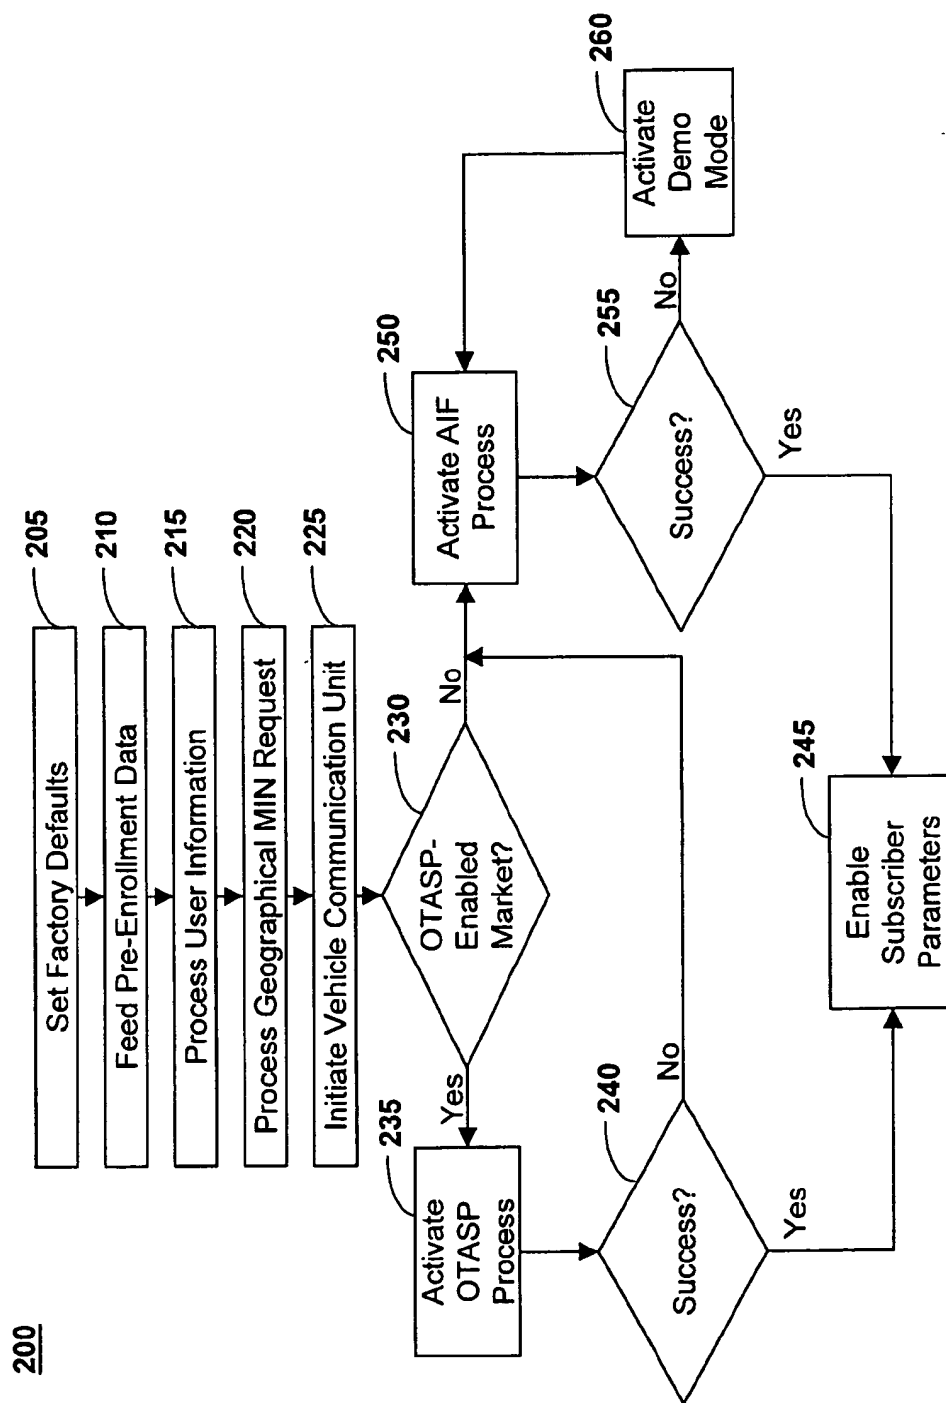 200
Set Factory Defaults
205
Feed Pre-Enrollment Data
210
Process User Information
215
Process Geographical MIN Request
220
Initiate Vehicle Communication Unit
225
OTASP-
Enabled
Market?
230
Yes
No
Activate
OTASP
Process
235
Activate AIF
Process
250
Success?
240
No
Yes
Success?
255
No
Yes
Activate
Demo
Mode
260
Enable
Subscriber
Parameters
245